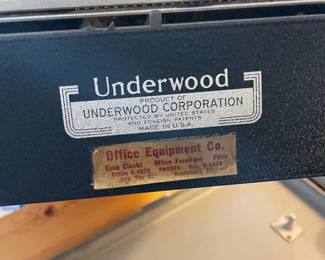 Underwood
PRODUCT OF
UNDERWOOD CORPORATION
PROTECTED BY UNITED STATES
AND FOREIGN PATENTS
MADE IN U.S.A.
Office Equipment Co.
Time Clocks Office Furniture Files
PHONES